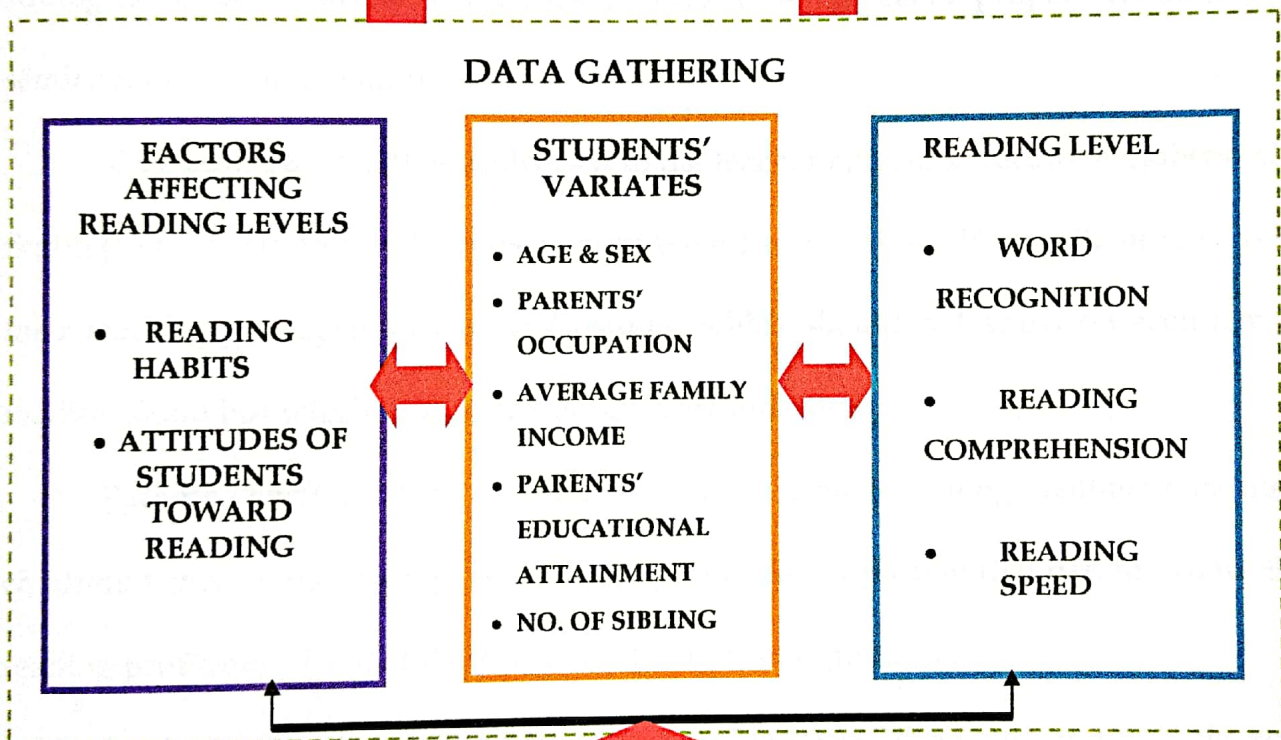 DATA GATHERING
FACTORS
AFFECTING
READING LEVELS
• READING
HABITS
• ATTITUDES OF
STUDENTS
TOWARD
READING
STUDENTS'
VARIATES
• AGE & SEX
• PARENTS'
OCCUPATION
• AVERAGE FAMILY
INCOME
• PARENTS'
EDUCATIONAL
ATTAINMENT
• NO. OF SIBLING
READING LEVEL
• WORD
RECOGNITION
• READING
COMPREHENSION
• READING
SPEED